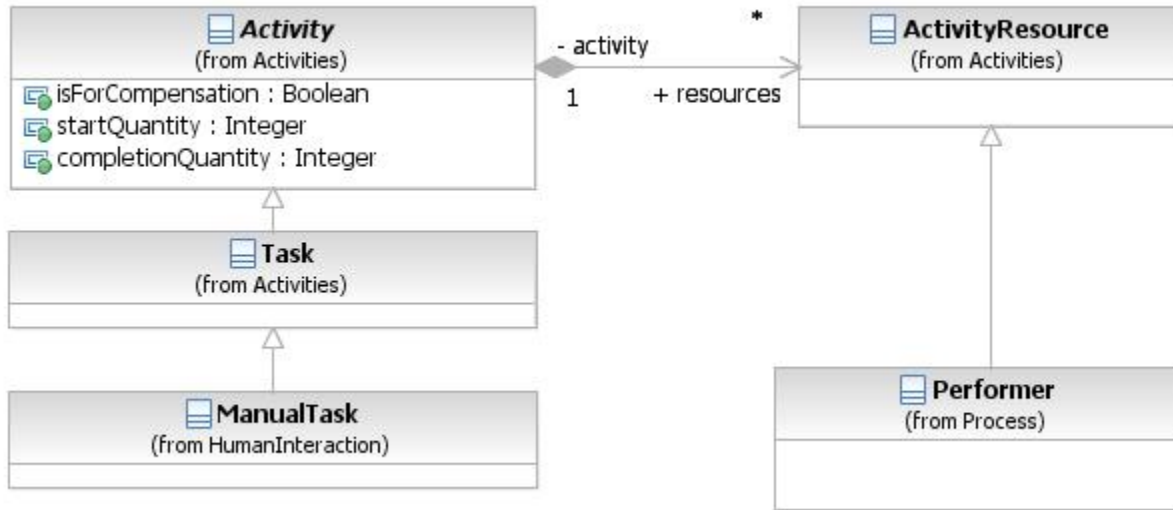 Activity
(from Activities)
isForCompensation : Boolean
startQuantity : Integer
completionQuantity : Integer
- activity
1
*
+ resources
ActivityResource
(from Activities)
Task
(from Activities)
ManualTask
(from HumanInteraction)
Performer
(from Process)